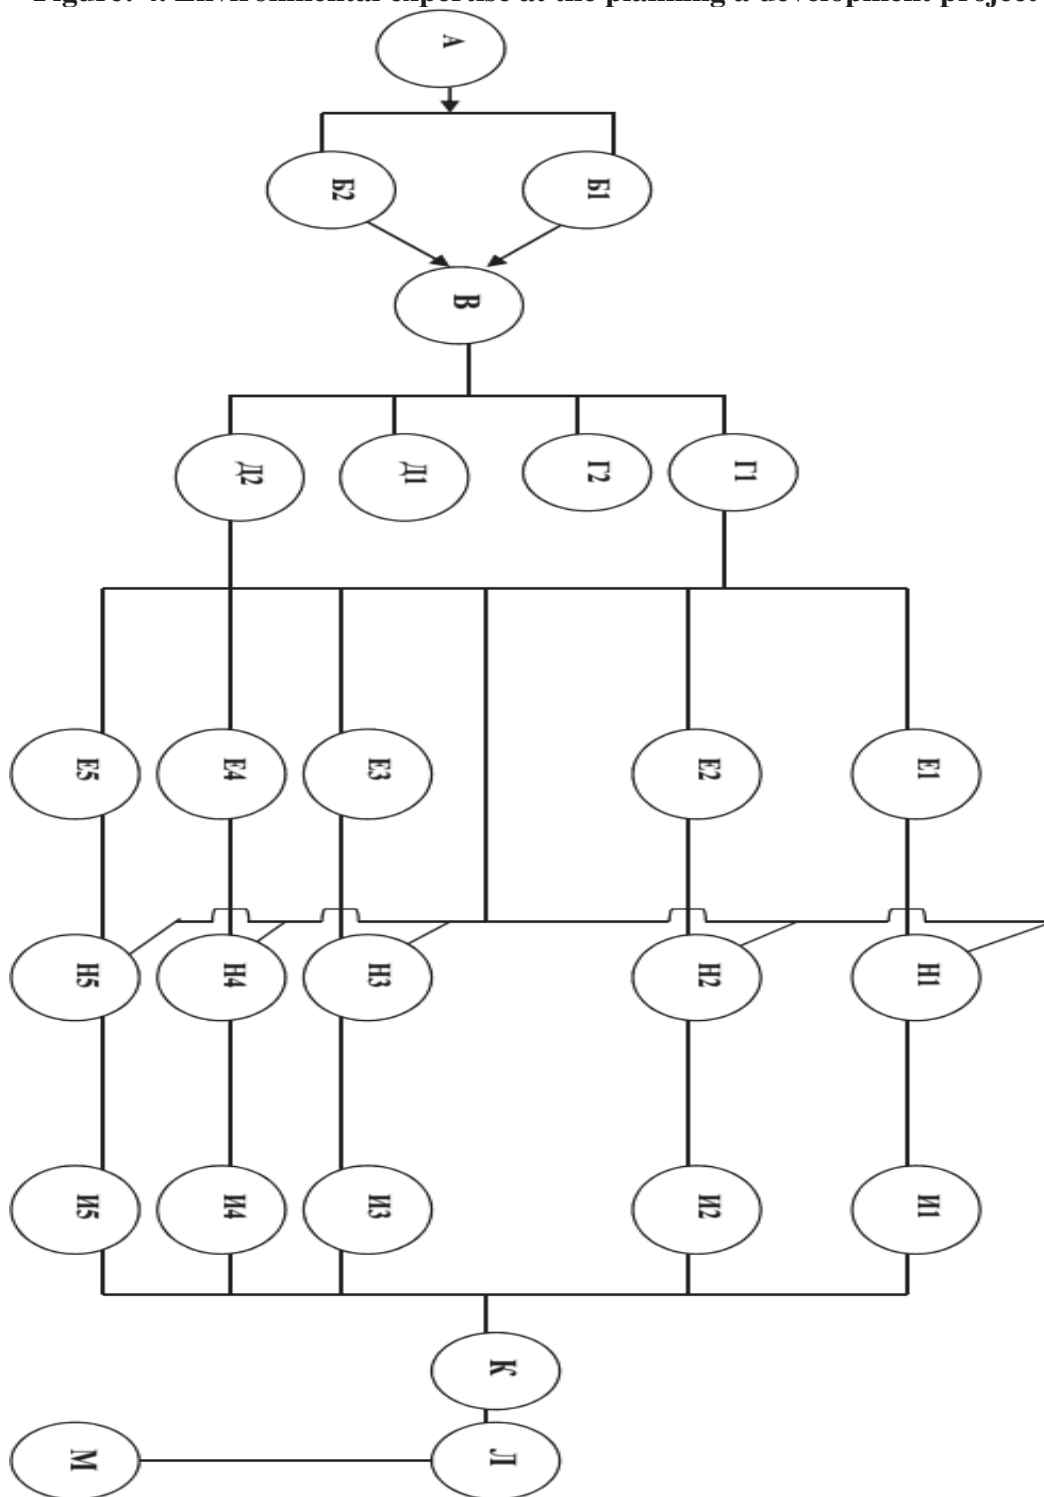 Figure. 4. Environmental expertise at the planning a development project
А
Б2
Б1
В
Д2
Д1
Г2
Г1
Е5
Е4
Е3
Е2
Е1
Н5
Н4
Н3
Н2
Н1
И5
И4
И3
И2
И1
К
Л
М